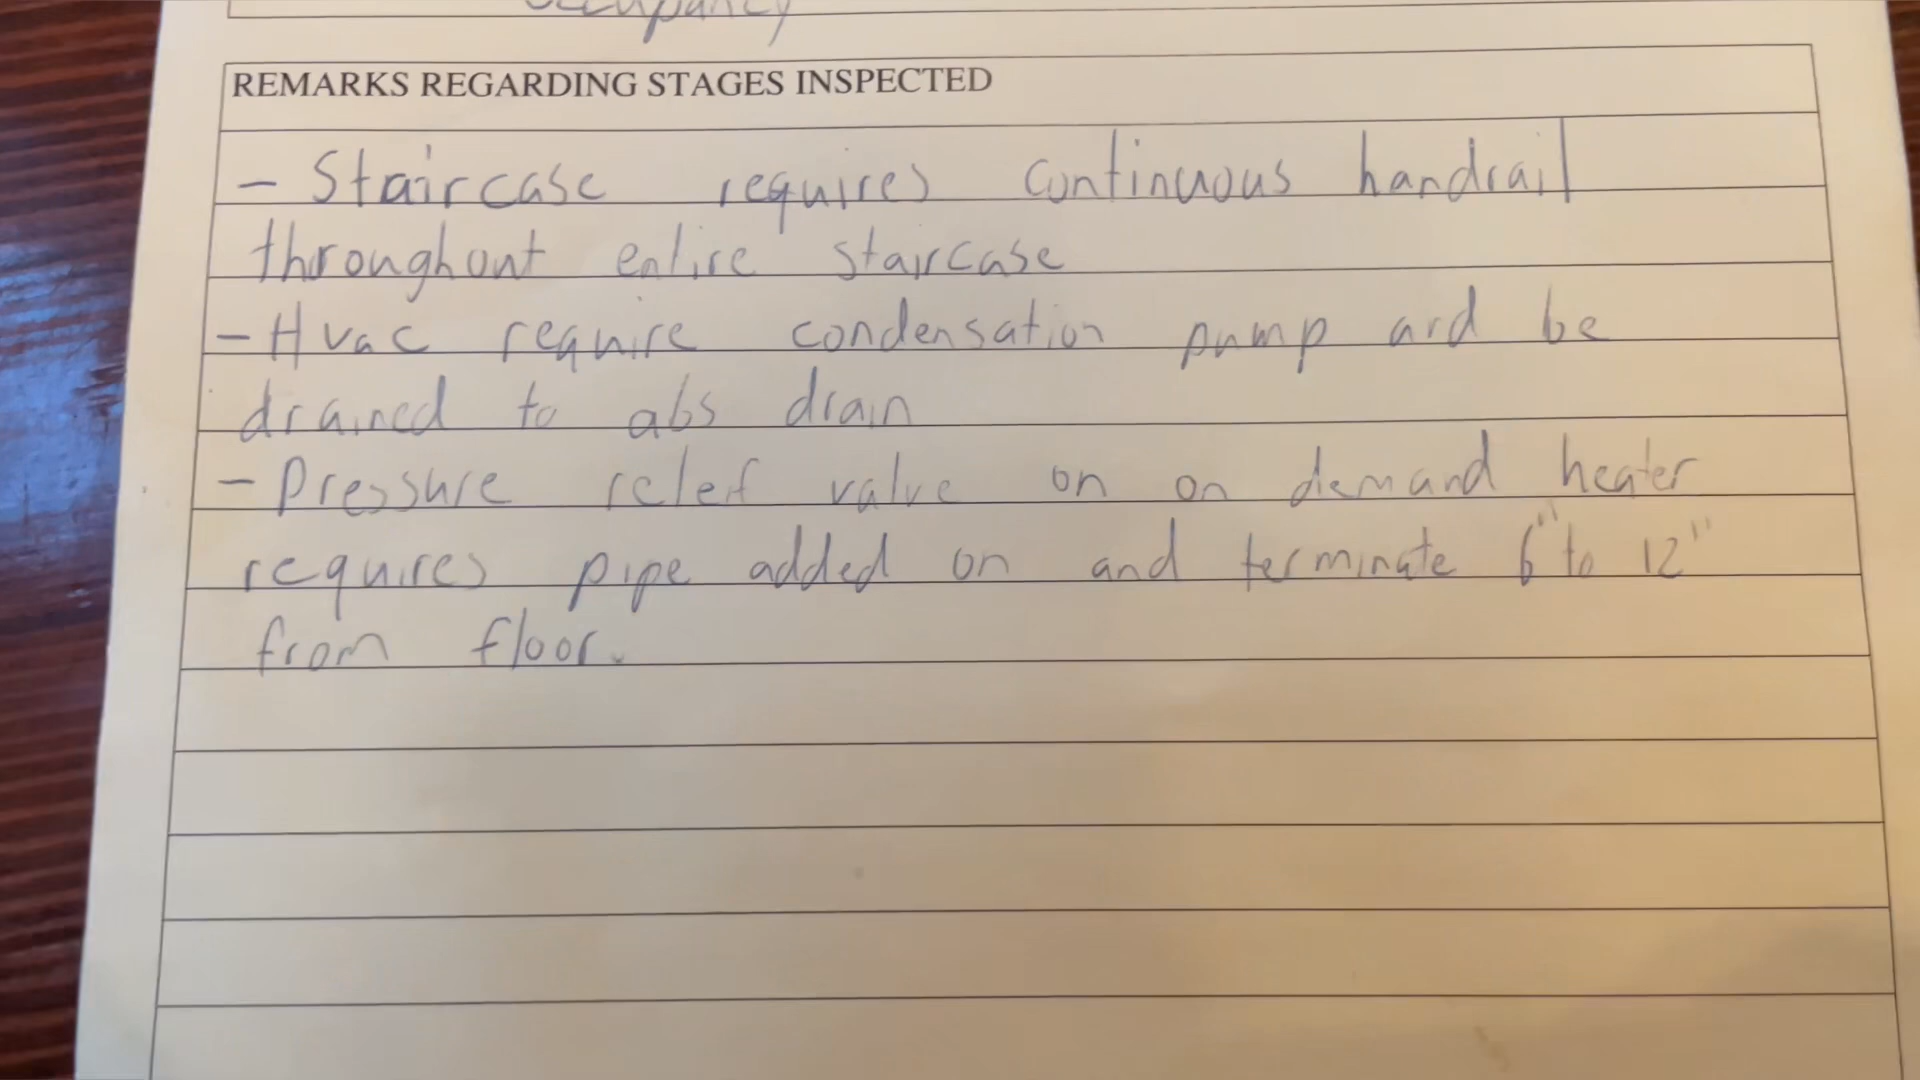 Occupancy
REMARKS REGARDING STAGES INSPECTED
- Staircase requires continuous handrail
throughout entire staircase
- Hvac require condensation pump and be
drained to abs drain
- Pressure releif valve on on demand heater
requires pipe added on and terminate 6" to 12"
from floor.